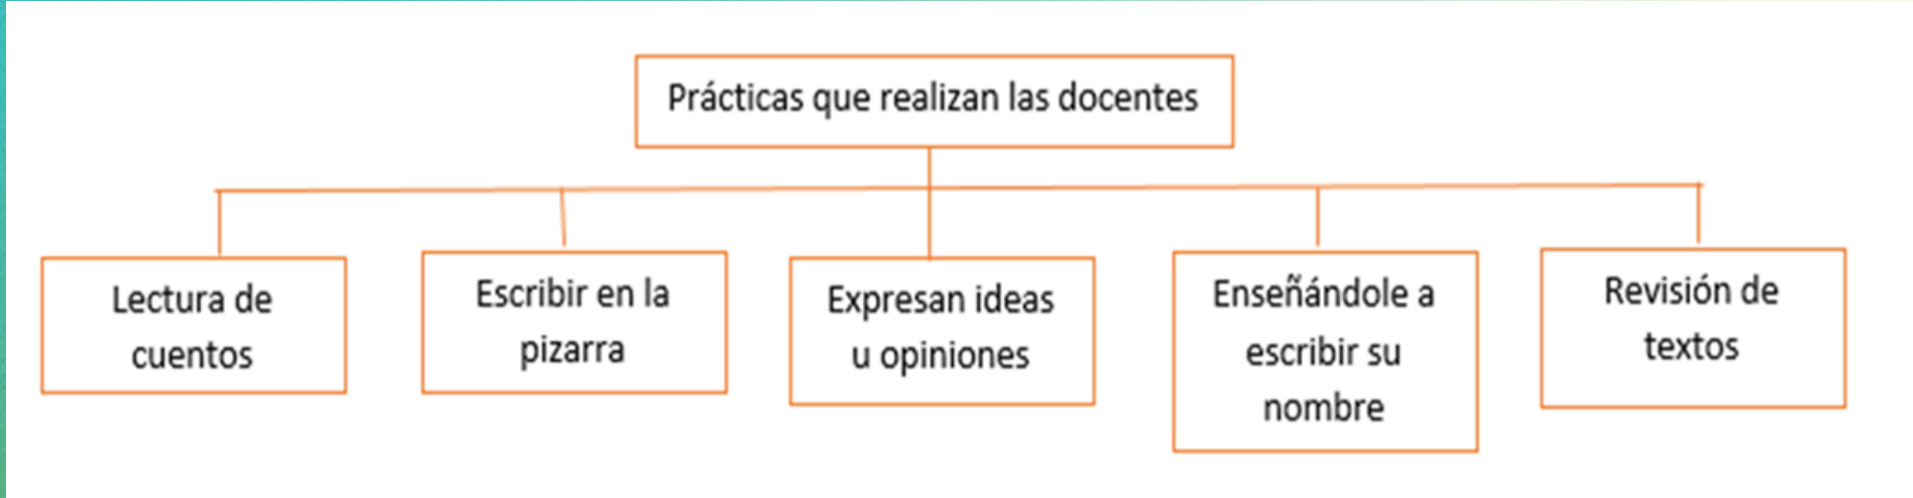 Prácticas que realizan las docentes
Lectura de
cuentos
Escribir en la
pizarra
Expresan ideas
u opiniones
Enseñándole a
escribir su
nombre
Revisión de
textos